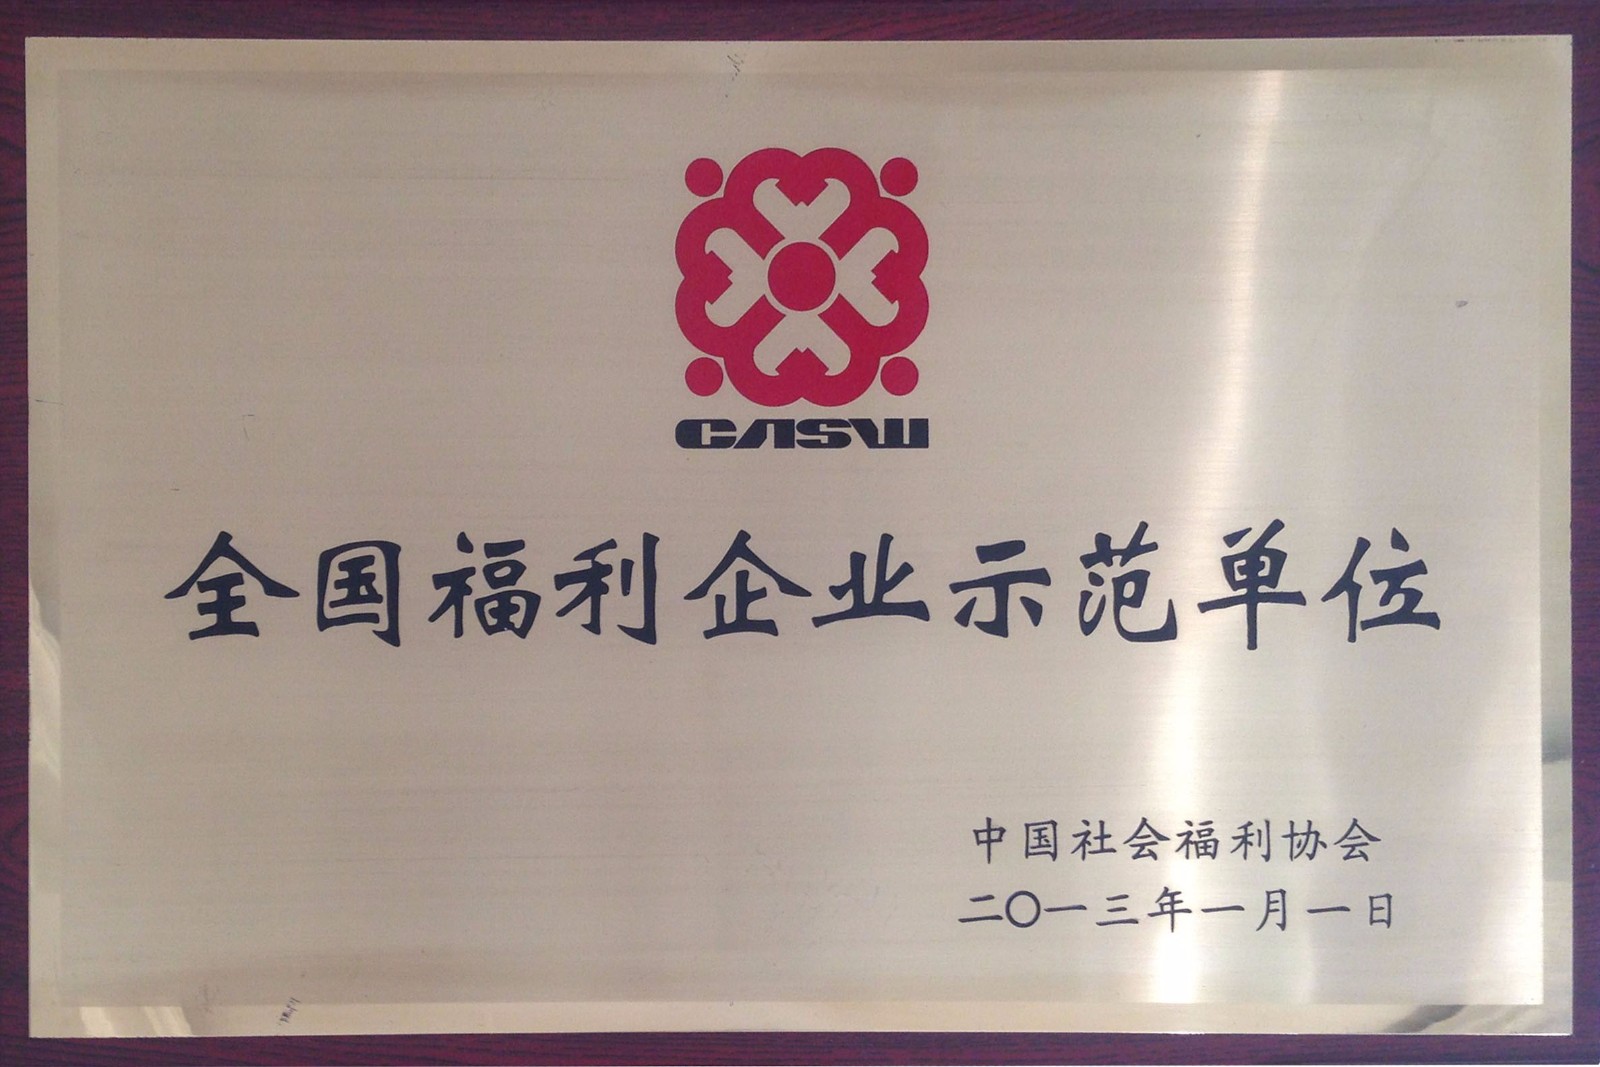 CASW
全国福利企业示范单位
中国社会福利协会
二〇一三年一月一日